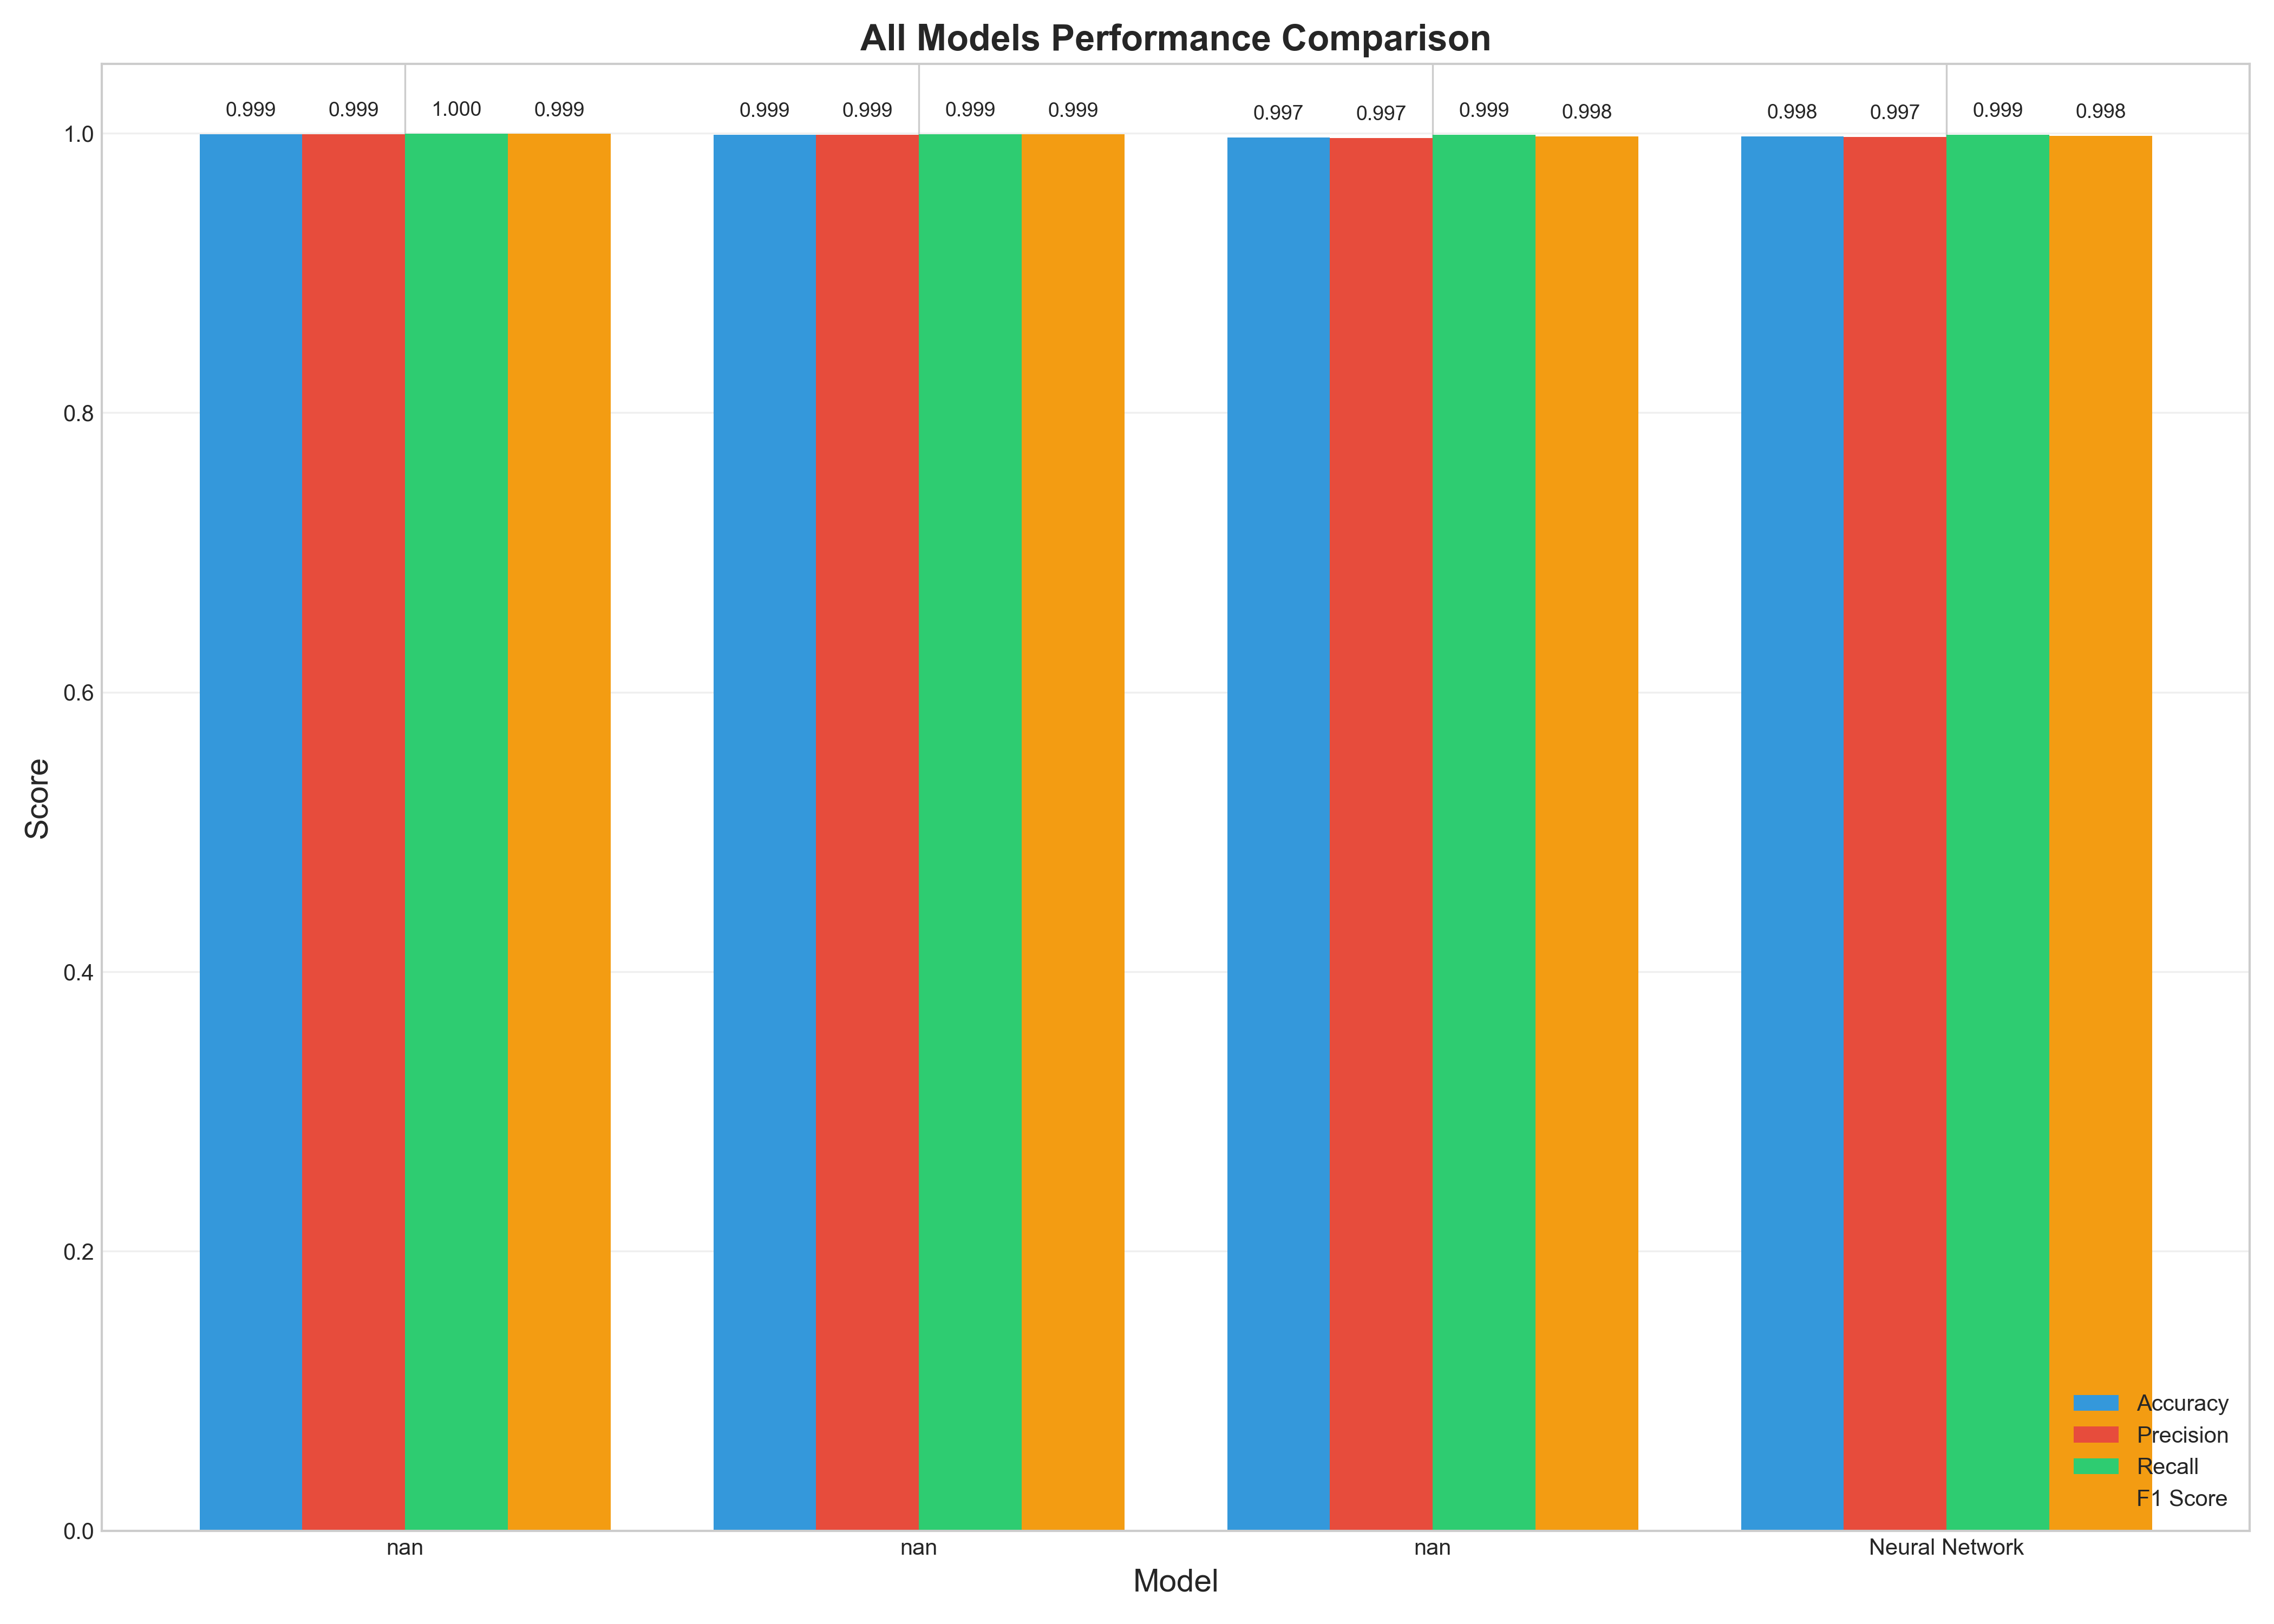 All Models Performance Comparison
0.999 0.999 1.000 0.999 0.999 0.999 0.999 0.999 0.997 0.997 0.999 0.998 0.998 0.997 0.999 0.998
1.0
0.8
0.6
0.4
0.2
0.0
Score
Accuracy
Precision
Recall
F1 Score
nan nan nan Neural Network
Model